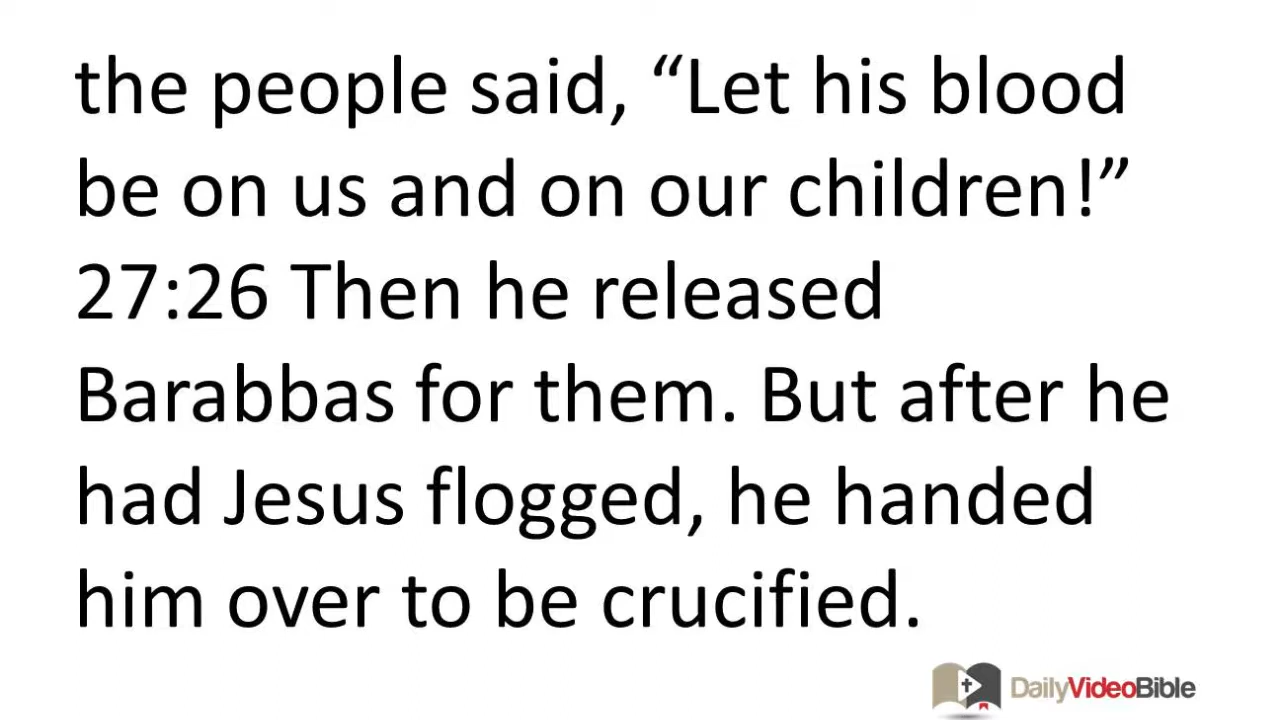 the people said, “Let his blood
be on us and on our children!”
27:26 Then he released
Barabbas for them. But after he
had Jesus flogged, he handed
him over to be crucified.
DailyVideoBible